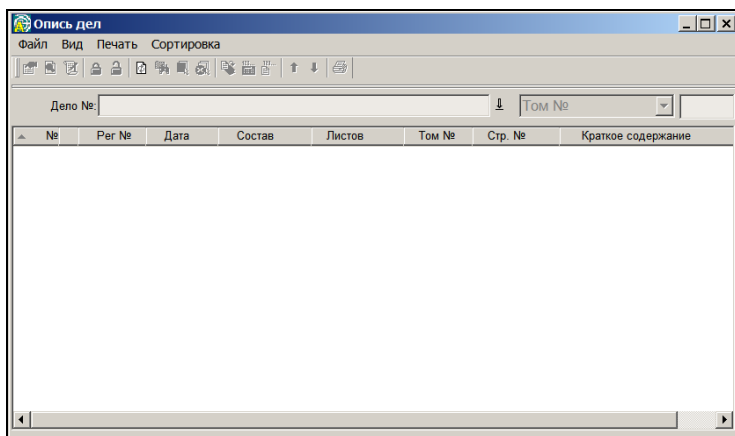 Опись дел
Файл Вид Печать Сортировка
Дело №: Том №
№ Рег № Дата Состав Листов Том № Стр. № Краткое содержание